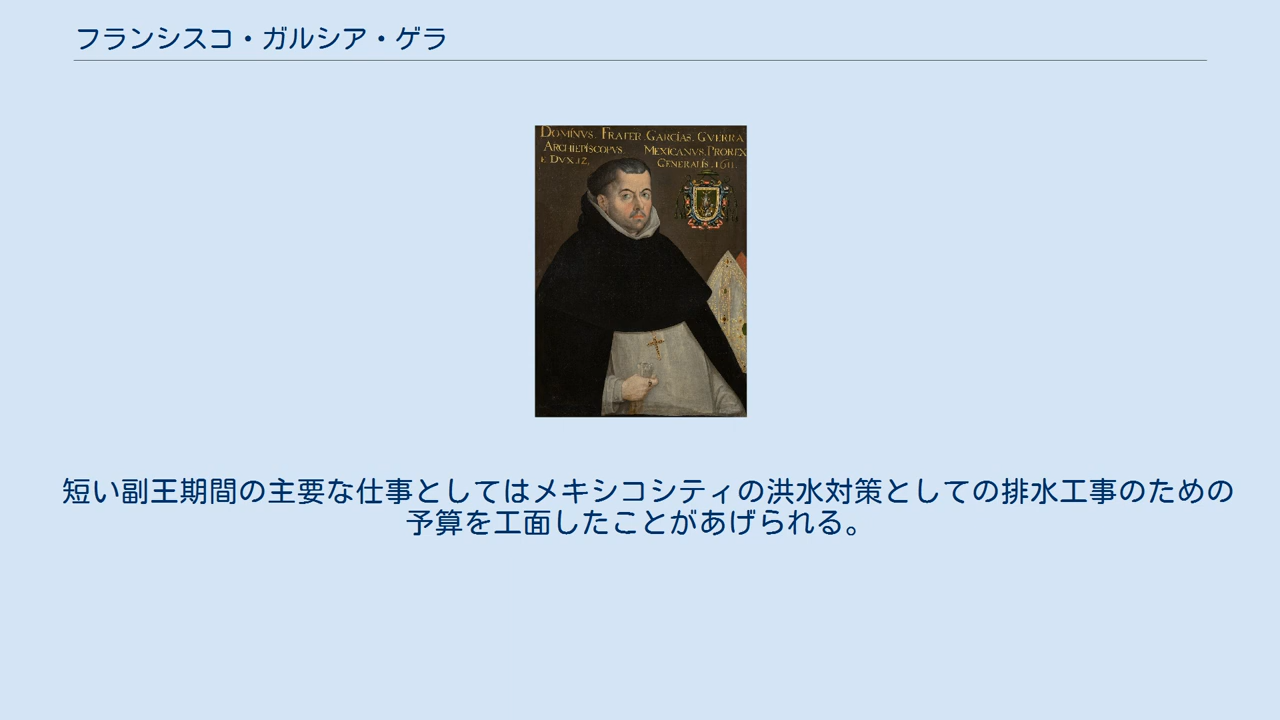 フランシスコ・ガルシア・ゲラ
DOMÍNVS. FRATER GARCÍAS. GVERRA
ARCHIEPÍSCOPVS. MEXICANVS. PROREX
E DVX.12. GENERALÍS. 1611.
短い副王期間の主要な仕事としてはメキシコシティの洪水対策としての排水工事のための
予算を工面したことがあげられる。